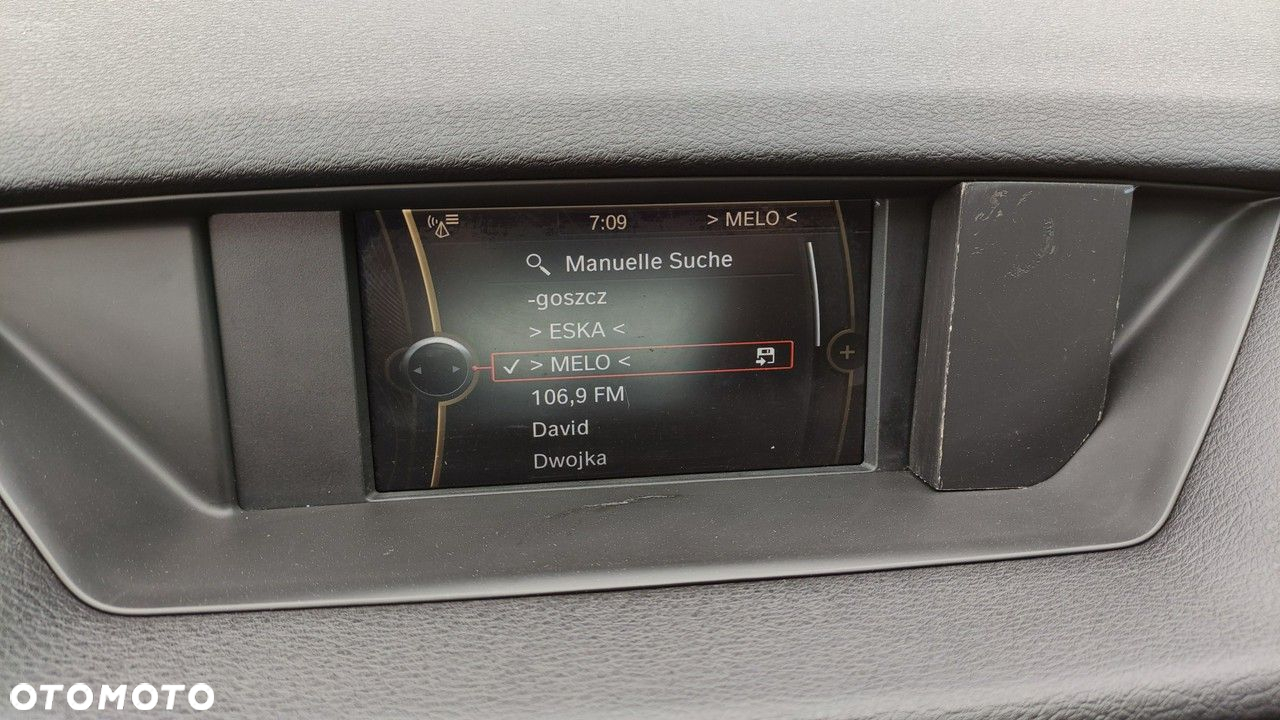 7:09 > MELO <
Manuelle Suche
-goszcz
> ESKA <
> MELO <
106,9 FM
David
Dwojka
OTOMOTO